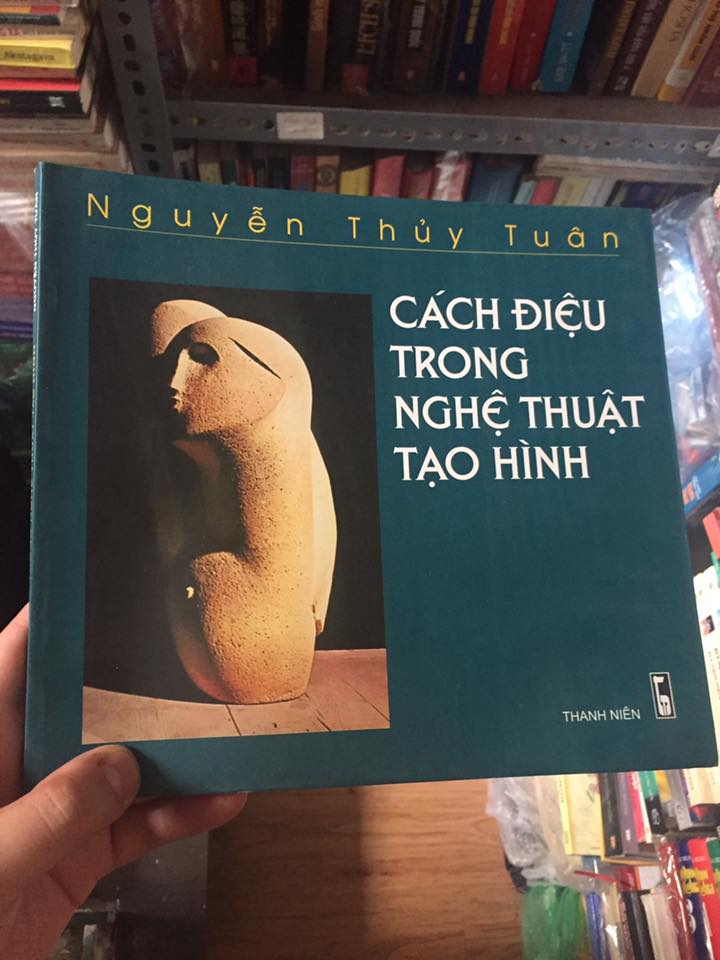 Nguyễn Thủy Tuân
CÁCH ĐIỆU
TRONG
NGHỆ THUẬT
TẠO HÌNH
THANH NIÊN